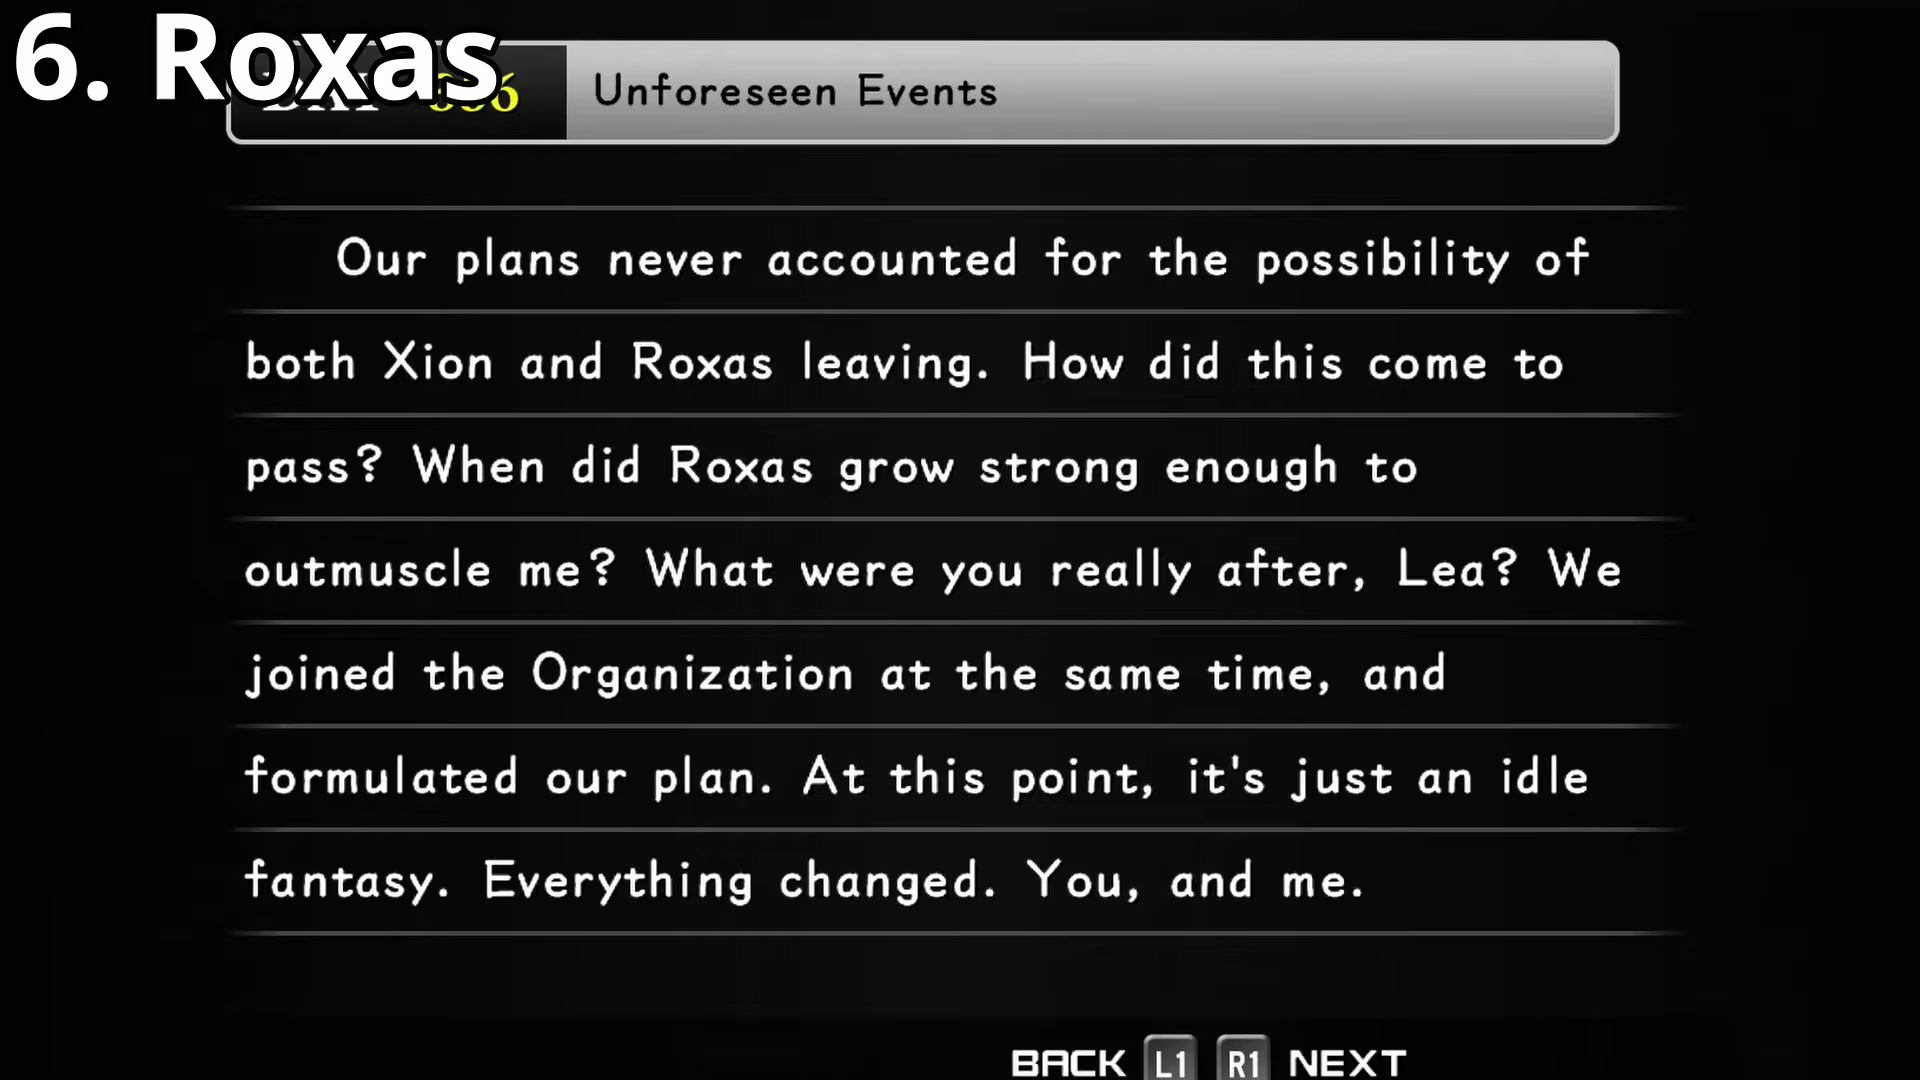 6. Roxas
DAY 356
Unforeseen Events
Our plans never accounted for the possibility of
both Xion and Roxas leaving. How did this come to
pass? When did Roxas grow strong enough to
outmuscle me? What were you really after, Lea? We
joined the Organization at the same time, and
formulated our plan. At this point, it's just an idle
fantasy. Everything changed. You, and me.
BACK L1 R1 NEXT